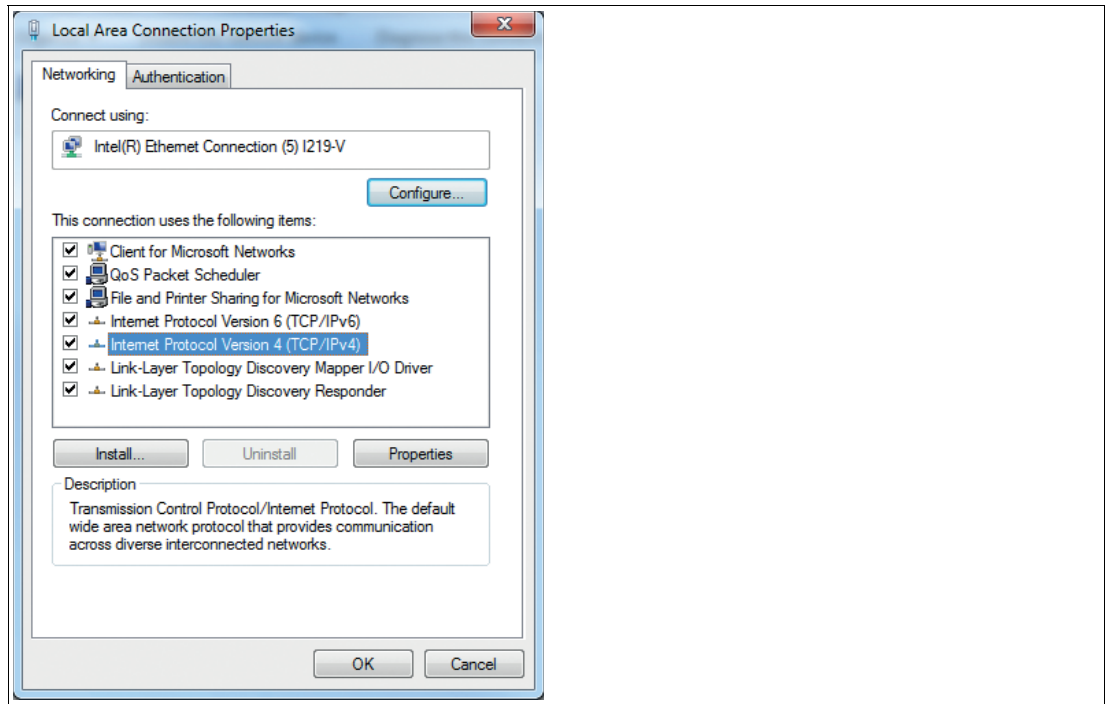 Local Area Connection Properties
Networking
Authentication
Connect using:
Intel(R) Ethernet Connection (5) I219-V
Configure...
This connection uses the following items:
Client for Microsoft Networks
QoS Packet Scheduler
File and Printer Sharing for Microsoft Networks
Internet Protocol Version 6 (TCP/IPv6)
Internet Protocol Version 4 (TCP/IPv4)
Link-Layer Topology Discovery Mapper I/O Driver
Link-Layer Topology Discovery Responder
Install...
Uninstall
Properties
Description
Transmission Control Protocol/Internet Protocol. The default
wide area network protocol that provides communication
across diverse interconnected networks.
OK
Cancel